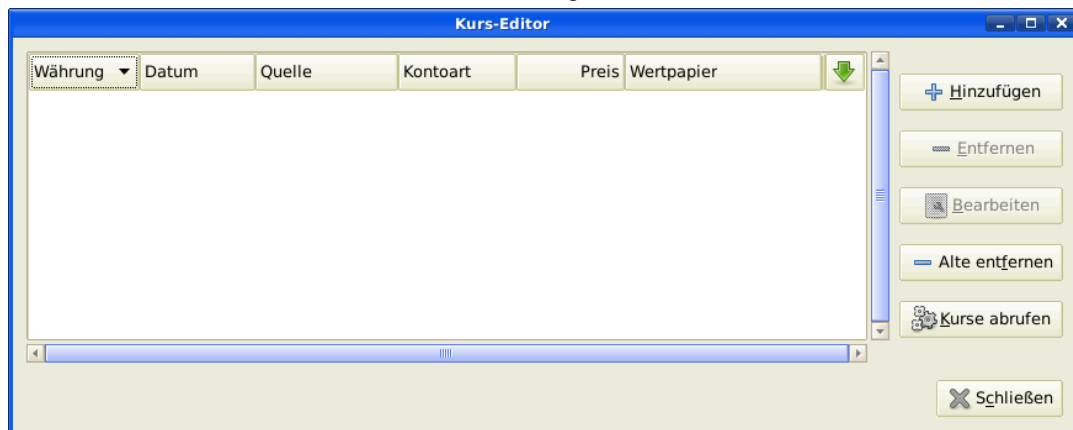 Kurs-Editor
Währung Datum Quelle Kontoart Preis Wertpapier
Hinzufügen
Entfernen
Bearbeiten
Alte entfernen
Kurse abrufen
Schließen